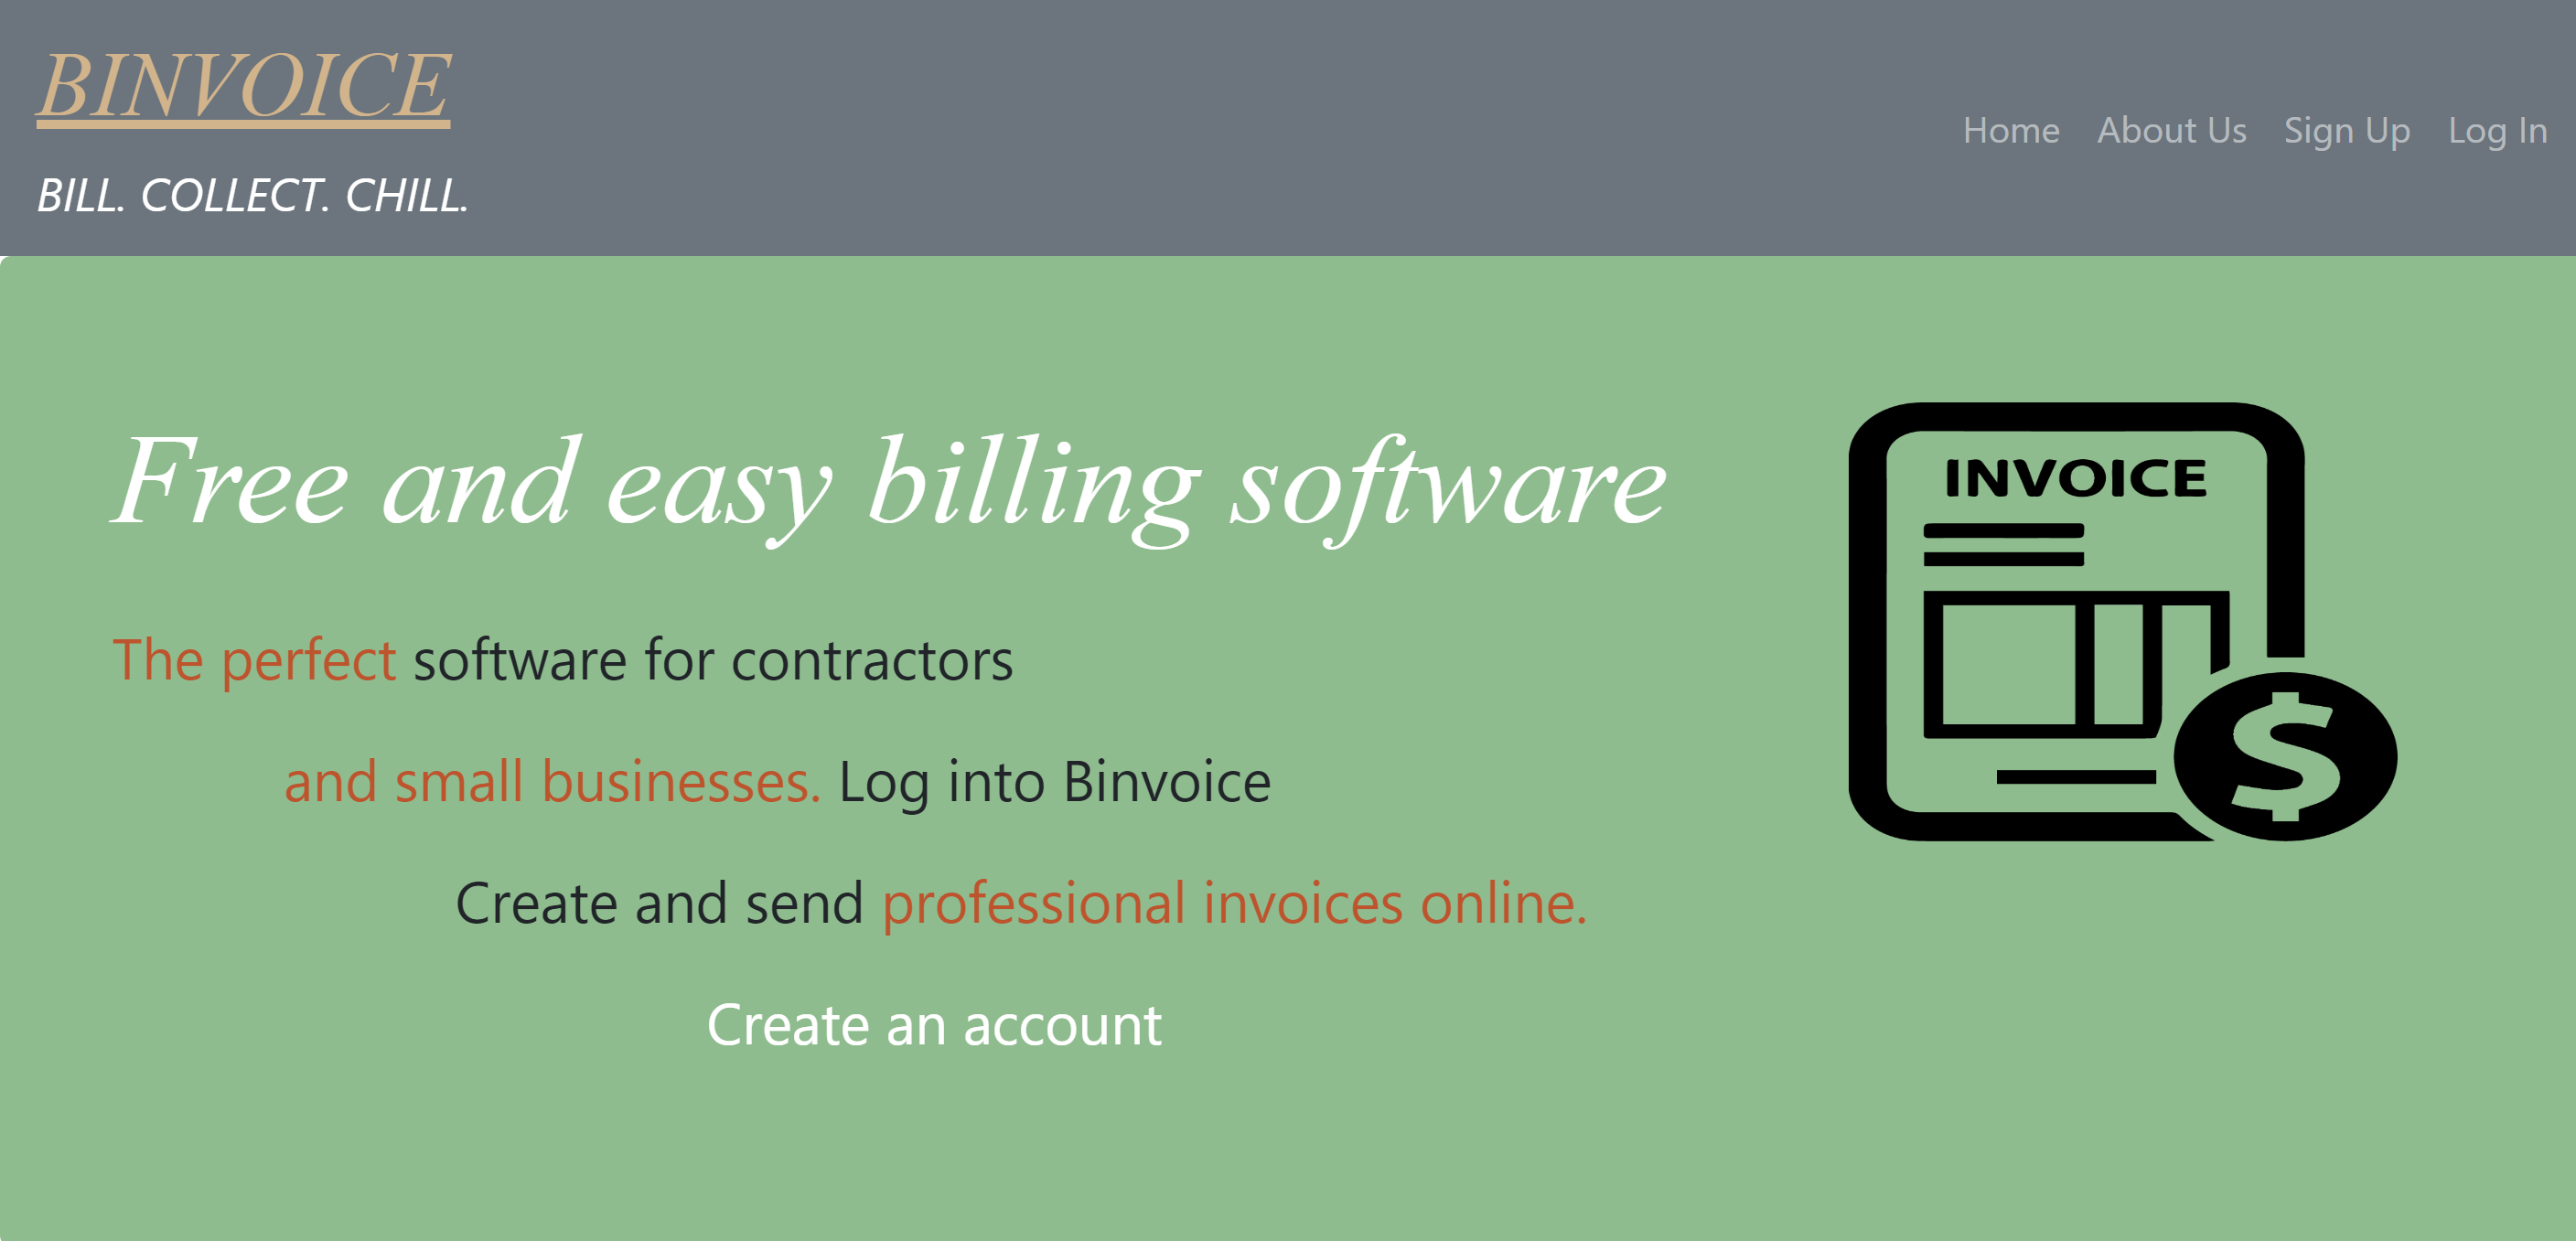 BINVOICE
BILL. COLLECT. CHILL.
Home About Us Sign Up Log In
Free and easy billing software
The perfect software for contractors
and small businesses. Log into Binvoice
Create and send professional invoices online.
Create an account
INVOICE
$